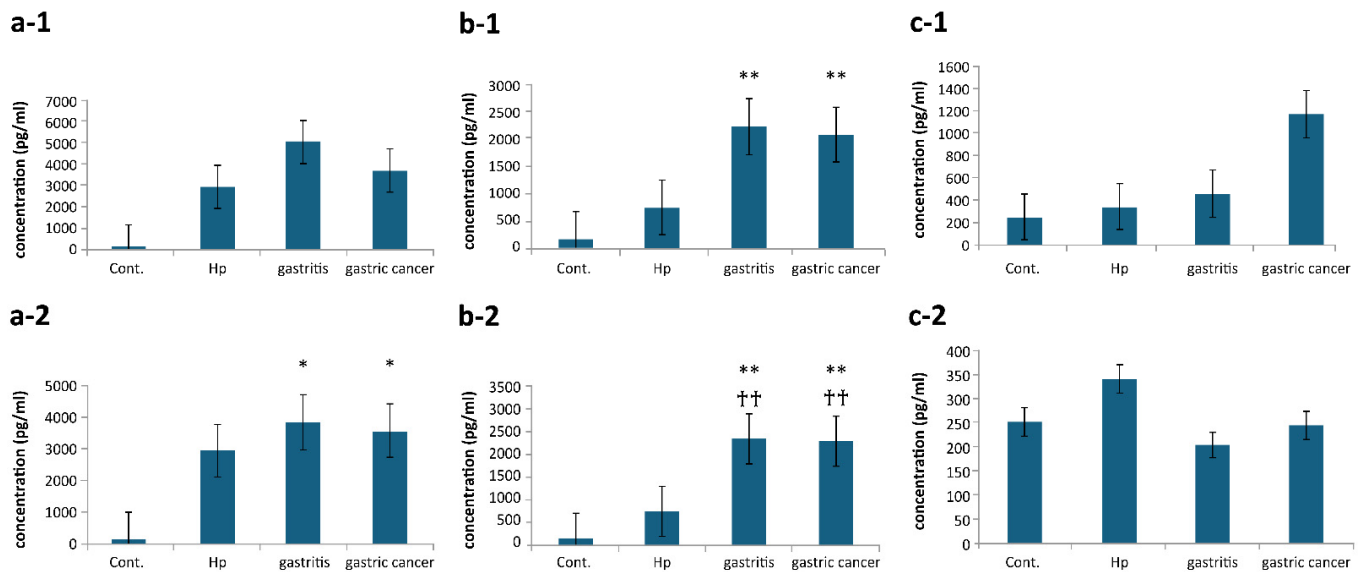 a-1
concentration (pg/ml)
7000
6000
5000
4000
3000
2000
1000
0
Cont. Hp gastritis gastric cancer
b-1
concentration (pg/ml)
** **
3000
2500
2000
1500
1000
500
0
Cont. Hp gastritis gastric cancer
c-1
concentration (pg/ml)
1600
1400
1200
1000
800
600
400
200
0
Cont. Hp gastritis gastric cancer
a-2
concentration (pg/ml)
* *
5000
4000
3000
2000
1000
0
Cont. Hp gastritis gastric cancer
b-2
concentration (pg/ml)
** **
†† ††
3500
3000
2500
2000
1500
1000
500
0
Cont. Hp gastritis gastric cancer
c-2
concentration (pg/ml)
400
350
300
250
200
150
100
50
0
Cont. Hp gastritis gastric cancer